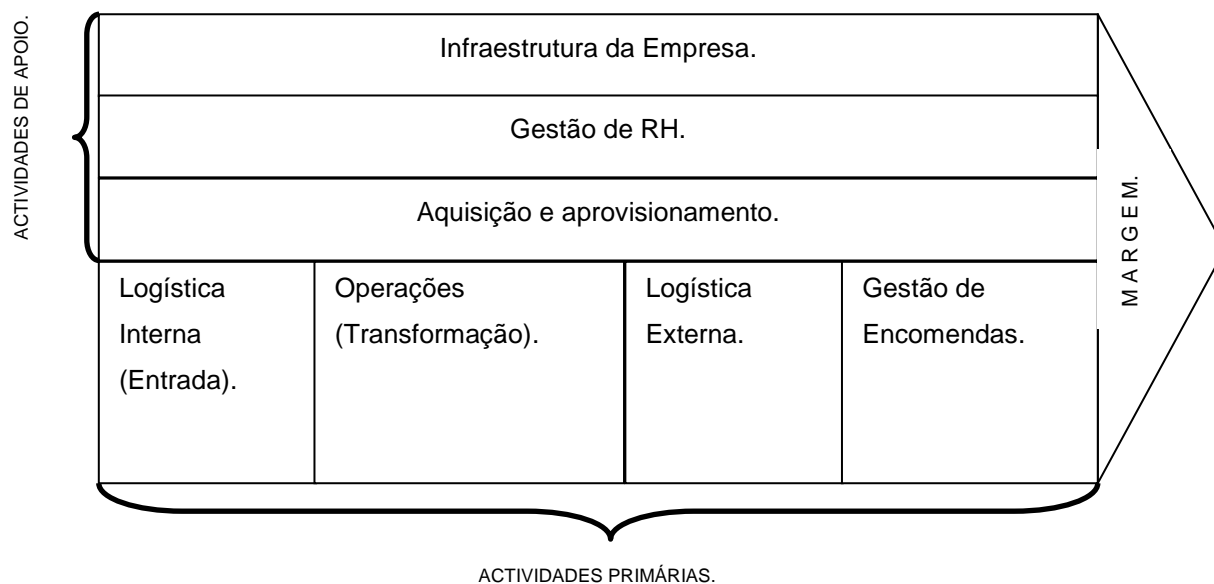 ACTIVIDADES DE APOIO.
Infraestrutura da Empresa.
Gestão de RH.
Aquisição e aprovisionamento.
Logística
Interna
(Entrada).
Operações
(Transformação).
Logística
Externa.
Gestão de
Encomendas.
M A R G E M.
ACTIVIDADES PRIMÁRIAS.